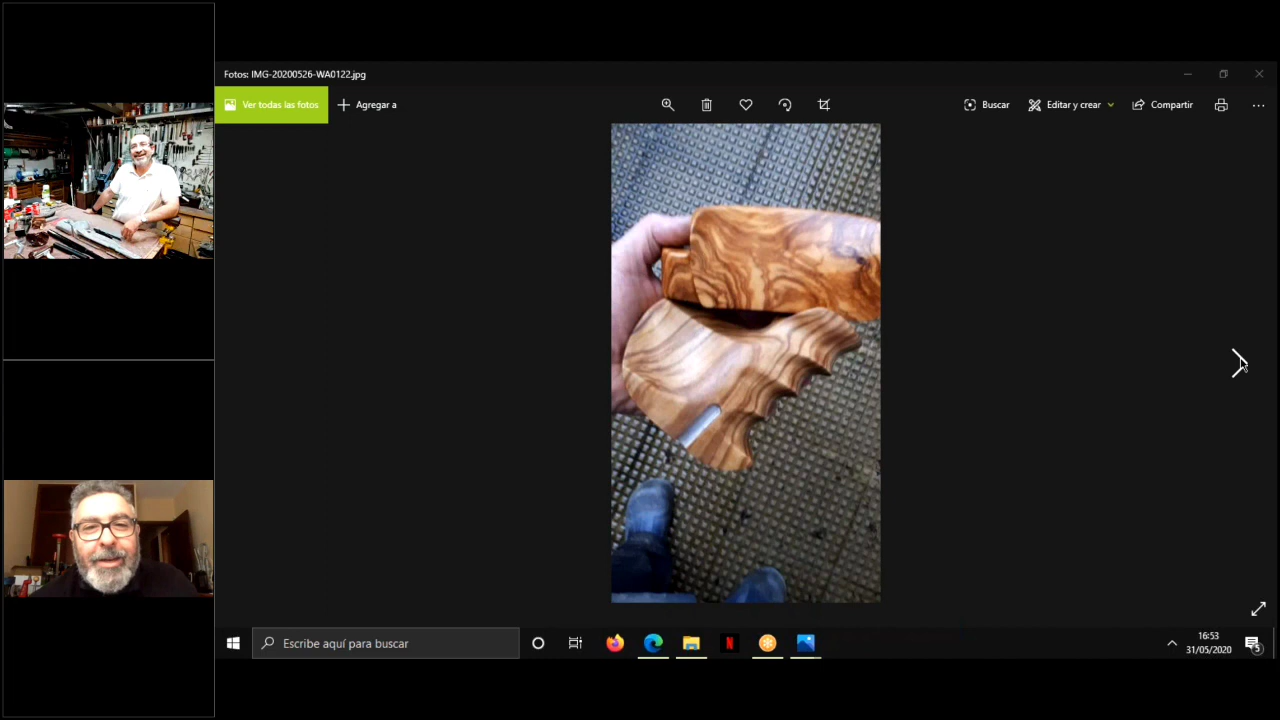 Fotos: IMG-20200526-WA0122.jpg
Ver todas las fotos
Agregar a
Buscar
Editar y crear
Compartir
Escribe aquí para buscar
N
16:53
31/05/2020
5